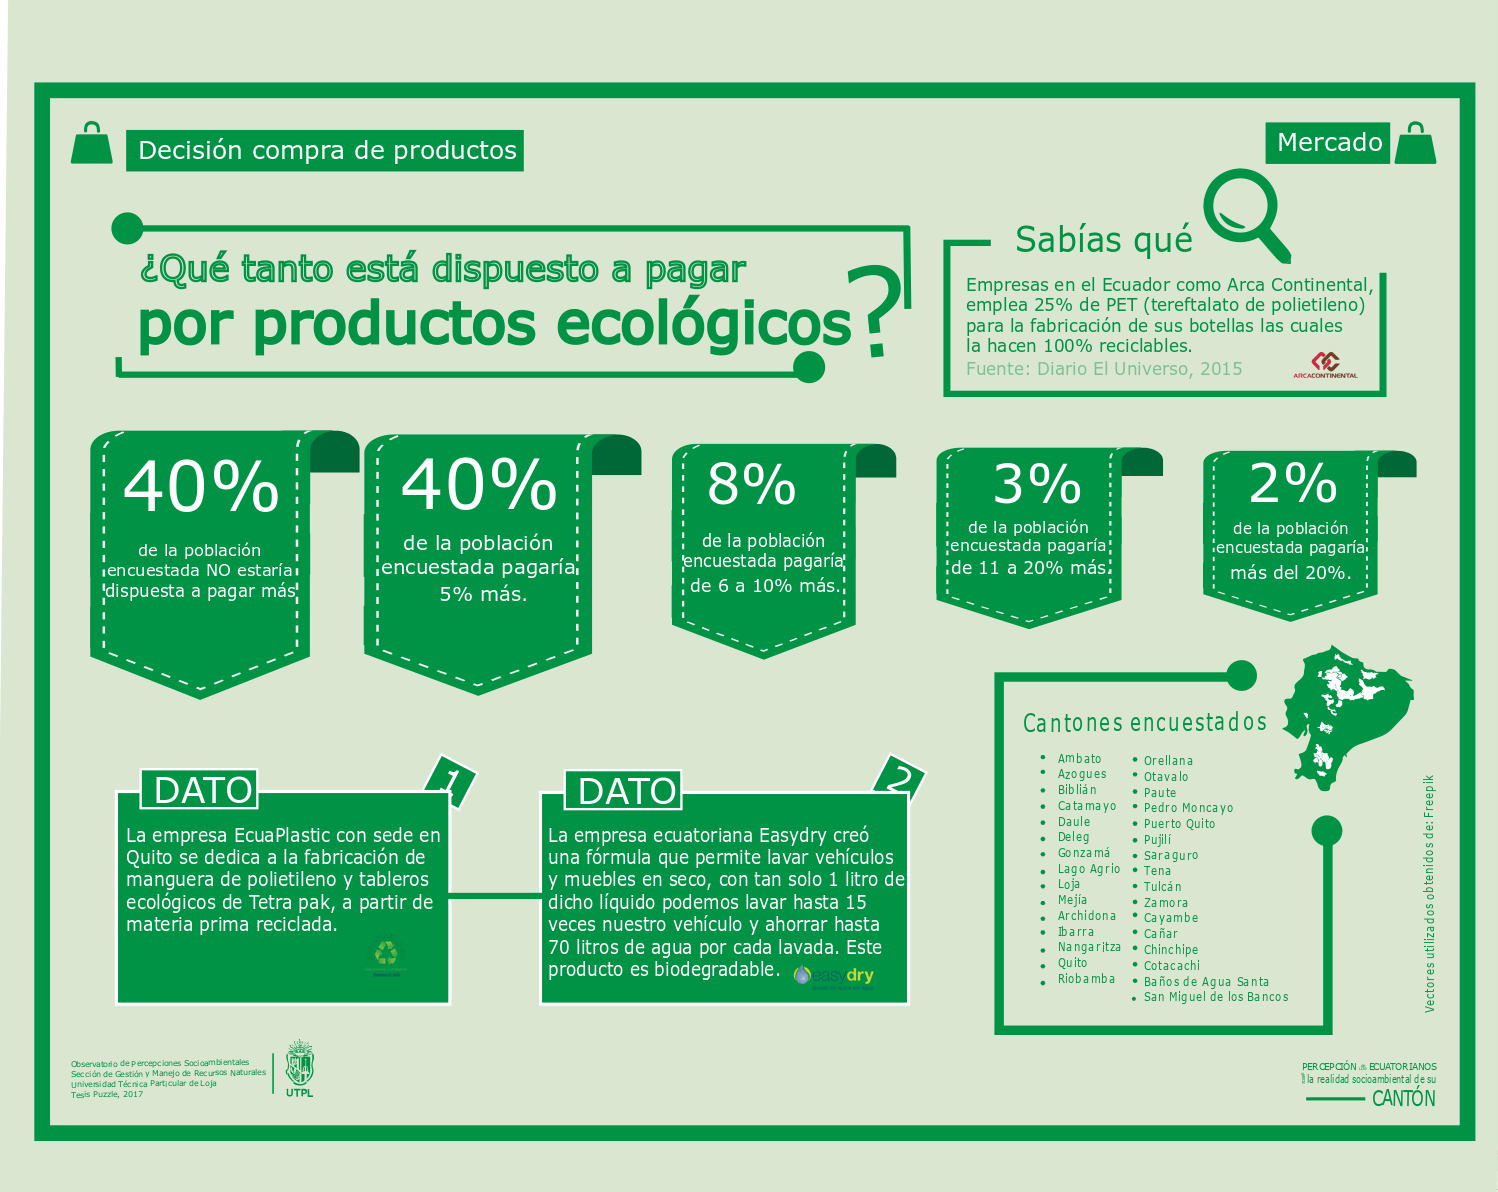 Decisión compra de productos
Mercado
¿Qué tanto está dispuesto a pagar
por productos ecológicos?
Sabías qué
Empresas en el Ecuador como Arca Continental,
emplea 25% de PET (tereftalato de polietileno)
para la fabricación de sus botellas las cuales
la hacen 100% reciclables.
Fuente: Diario El Universo, 2015
ARCACONTINENTAL
40%
de la población
encuestada NO estaría
dispuesta a pagar más
40%
de la población
encuestada pagaría
5% más.
8%
de la población
encuestada pagaría
de 6 a 10% más.
3%
de la población
encuestada pagaría
de 11 a 20% más.
2%
de la población
encuestada pagaría
más del 20%.
DATO
1
La empresa EcuaPlastic con sede en
Quito se dedica a la fabricación de
manguera de polietileno y tableros
ecológicos de Tetra pak, a partir de
materia prima reciclada.
DATO
2
La empresa ecuatoriana Easydry creó
una fórmula que permite lavar vehículos
y muebles en seco, con tan solo 1 litro de
dicho líquido podemos lavar hasta 15
veces nuestro vehículo y ahorrar hasta
70 litros de agua por cada lavada. Este
producto es biodegradable.
easydry
Cantones encuestados
• Ambato
• Azogues
• Biblián
• Catamayo
• Daule
• Deleg
• Gonzamá
• Lago Agrio
• Loja
• Mejía
• Archidona
• Ibarra
• Nangaritza
• Quito
• Riobamba
• Orellana
• Otavalo
• Paute
• Pedro Moncayo
• Puerto Quito
• Pujilí
• Saraguro
• Tena
• Tulcán
• Zamora
• Cayambe
• Cañar
• Chinchipe
• Cotacachi
• Baños de Agua Santa
• San Miguel de los Bancos
Vectores utilizados obtenidos de: Freepik
Observatorio de Percepciones Socioambientales
Sección de Gestión y Manejo de Recursos Naturales
Universidad Técnica Particular de Loja
Tesis Puzzle, 2017
UTPL
PERCEPCIÓN ECUATORIANOS
la realidad socioambiental de su
CANTÓN